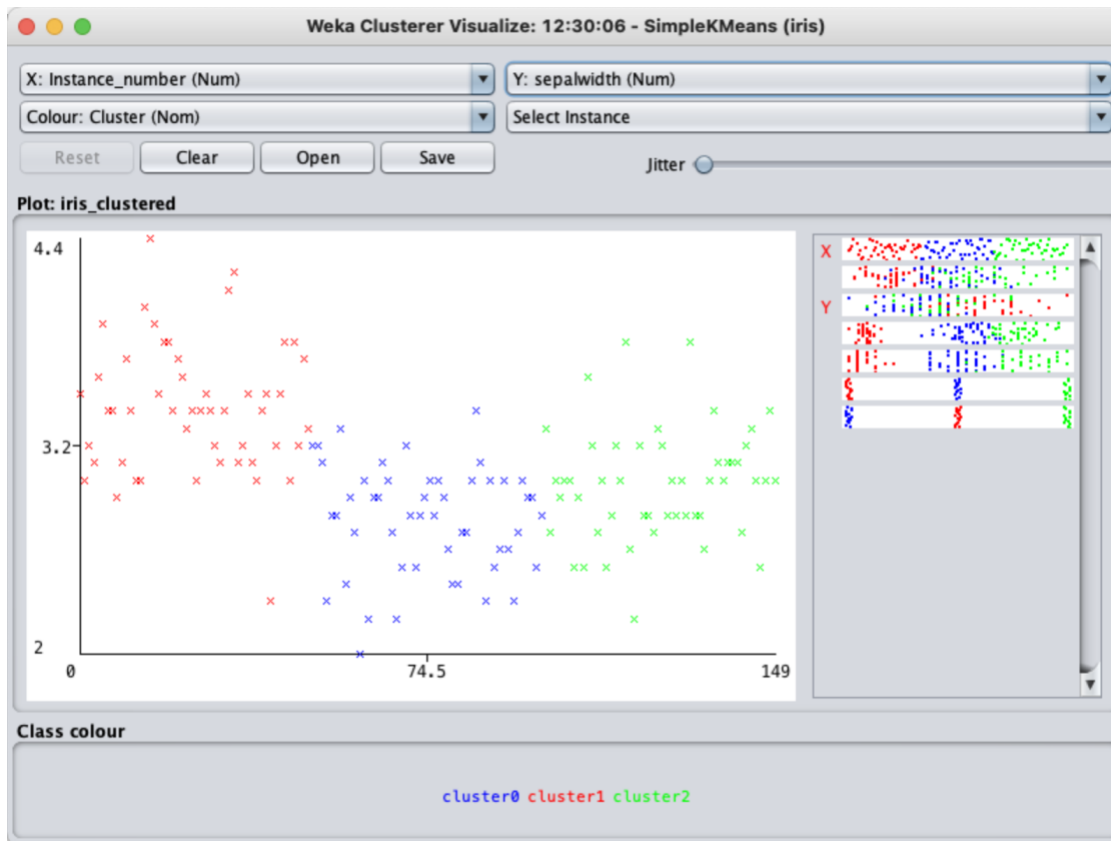 Weka Clusterer Visualize: 12:30:06 - SimpleKMeans (iris)
X: Instance_number (Num) Y: sepalwidth (Num)
Colour: Cluster (Nom) Select Instance
Reset Clear Open Save Jitter
Plot: iris_clustered
4.4
3.2
2
0 74.5 149
X
Y
Class colour
cluster0 cluster1 cluster2